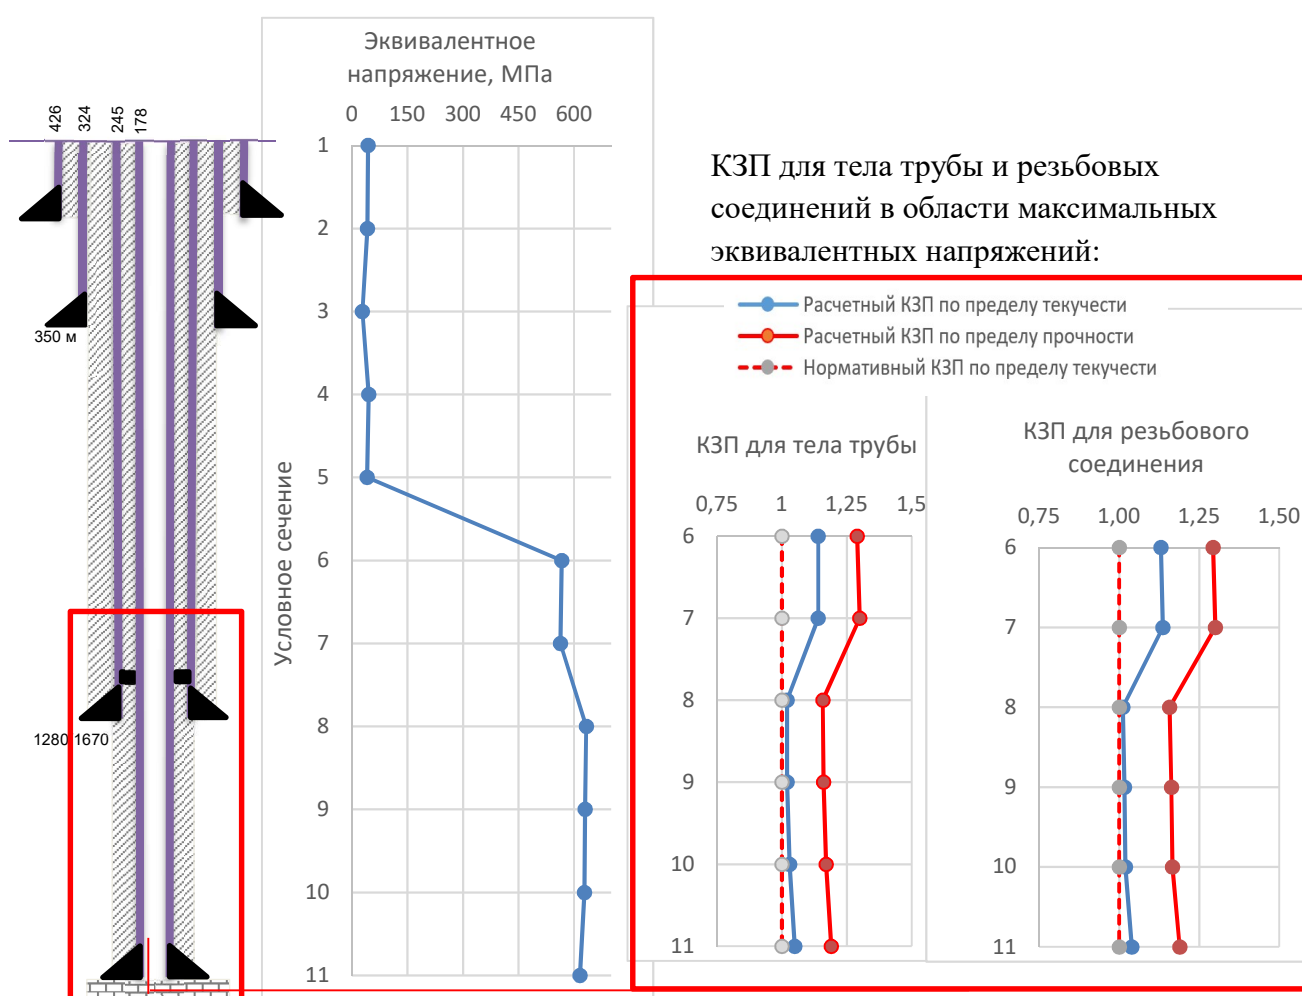 Эквивалентное
напряжение, МПа
0 150 300 450 600
426
324
245
178
350 м
1280/1670
Условное сечение
1
2
3
4
5
6
7
8
9
10
11
КЗП для тела трубы и резьбовых
соединений в области максимальных
эквивалентных напряжений:
Расчетный КЗП по пределу текучести
Расчетный КЗП по пределу прочности
Нормативный КЗП по пределу текучести
КЗП для тела трубы
0,75 1 1,25 1,5
6
7
8
9
10
11
КЗП для резьбового
соединения
0,75 1,00 1,25 1,50
6
7
8
9
10
11